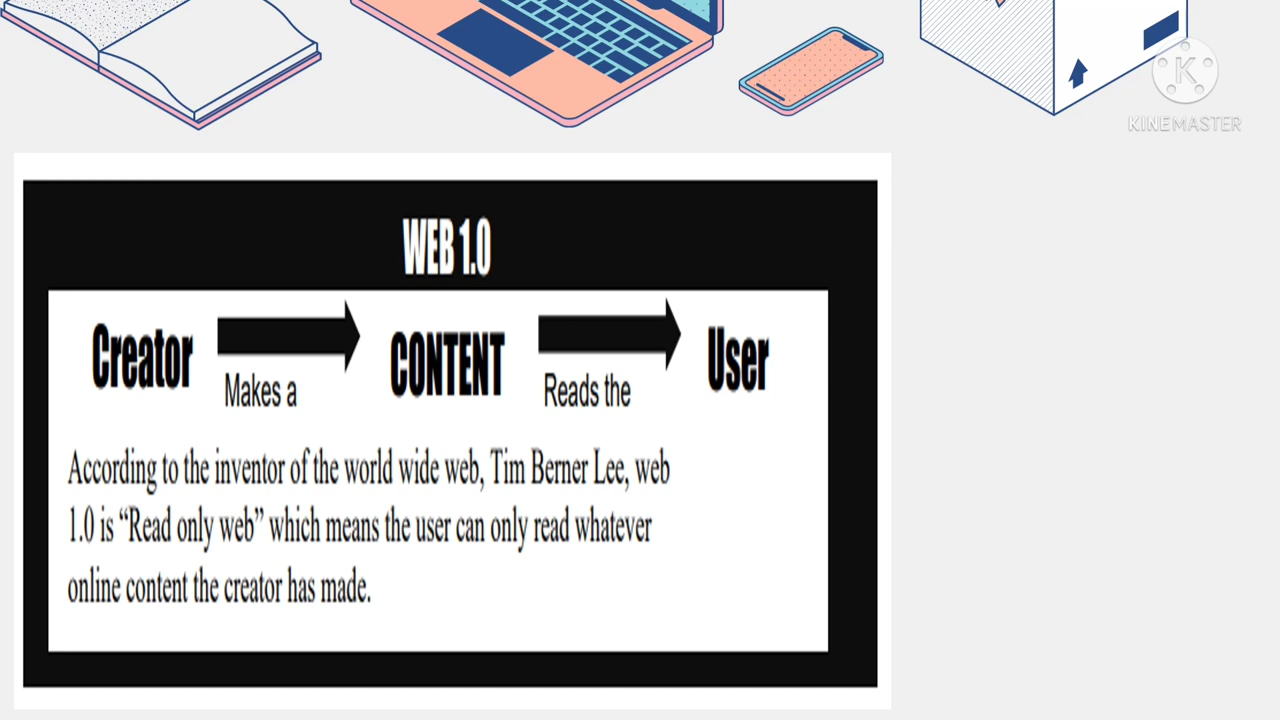 K
KINEMASTER
WEB 1.0
Creator
CONTENT
User
Makes a
Reads the
According to the inventor of the world wide web, Tim Berner Lee, web
1.0 is “Read only web” which means the user can only read whatever
online content the creator has made.